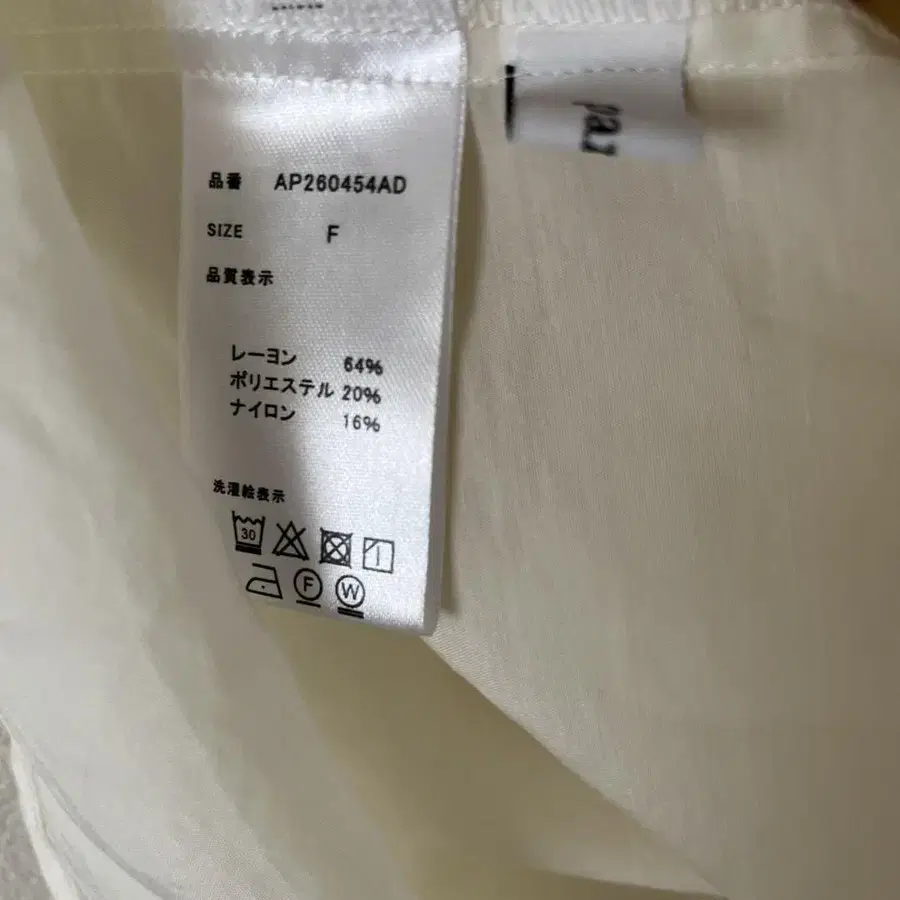 品番 AP260454AD
SIZE F
品質表示
レーヨン 64%
ポリエステル 20%
ナイロン 16%
洗濯絵表示
30
F W